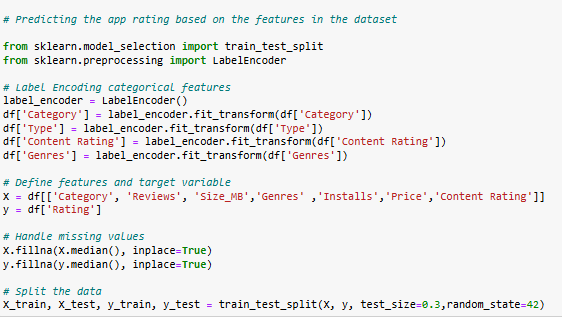 # Predicting the app rating based on the features in the dataset
from sklearn.model_selection import train_test_split
from sklearn.preprocessing import LabelEncoder
# Label Encoding categorical features
label_encoder = LabelEncoder()
df['Category'] = label_encoder.fit_transform(df['Category'])
df['Type'] = label_encoder.fit_transform(df['Type'])
df['Content Rating'] = label_encoder.fit_transform(df['Content Rating'])
df['Genres'] = label_encoder.fit_transform(df['Genres'])
# Define features and target variable
X = df[['Category', 'Reviews', 'Size_MB','Genres' ,'Installs','Price','Content Rating']]
y = df['Rating']
# Handle missing values
X.fillna(X.median(), inplace=True)
y.fillna(y.median(), inplace=True)
# Split the data
X_train, X_test, y_train, y_test = train_test_split(X, y, test_size=0.3,random_state=42)